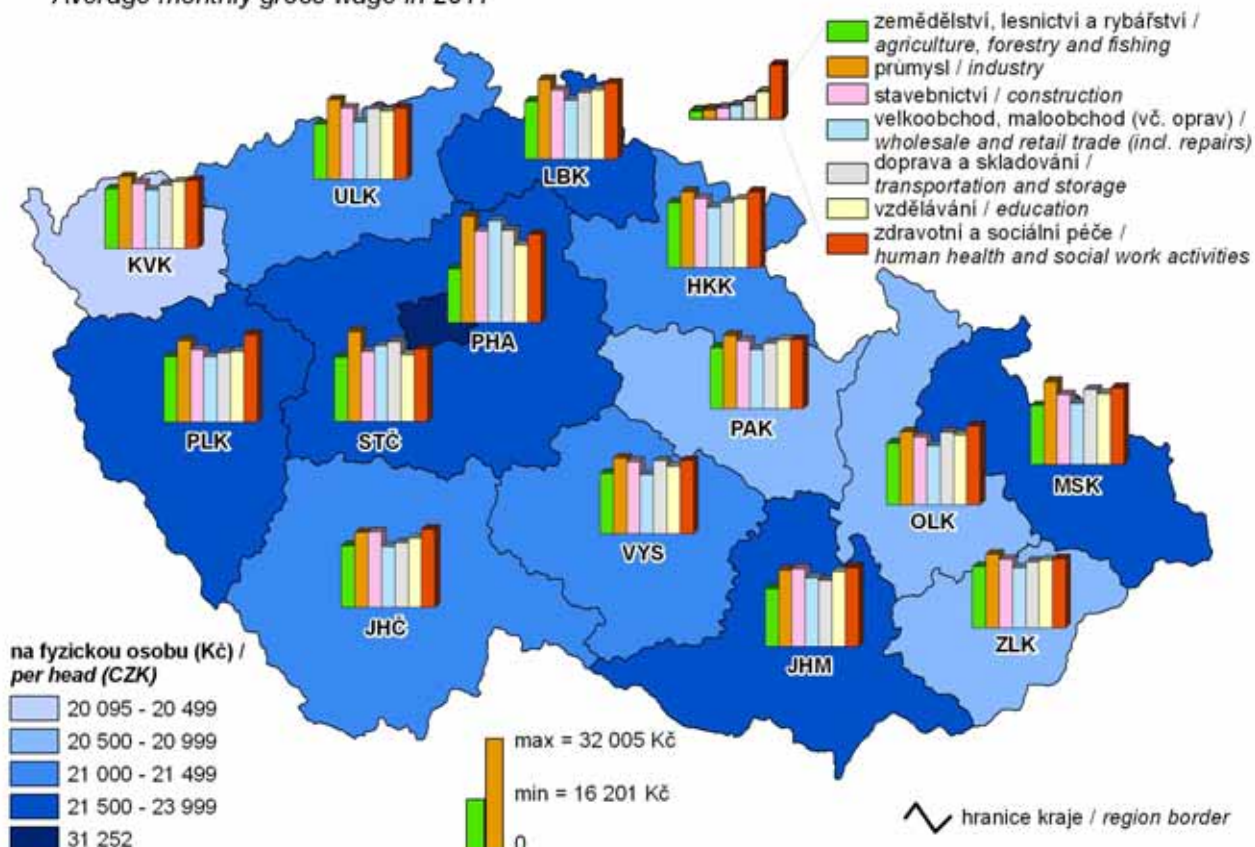 Average monthly gross wage in 2011
zemědělství, lesnictví a rybářství /
agriculture, forestry and fishing
průmysl / industry
stavebnictví / construction
velkoobchod, maloobchod (vč. oprav) /
wholesale and retail trade (incl. repairs)
doprava a skladování /
transportation and storage
vzdělávání / education
zdravotní a sociální péče /
human health and social work activities
ULK
LBK
KVK
HKK
PHA
PLK
STČ
PAK
MSK
OLK
VYS
JHČ
ZLK
JHM
na fyzickou osobu (Kč) /
per head (CZK)
20 095 - 20 499
20 500 - 20 999
21 000 - 21 499
21 500 - 23 999
31 252
max = 32 005 Kč
min = 16 201 Kč
0
hranice kraje / region border